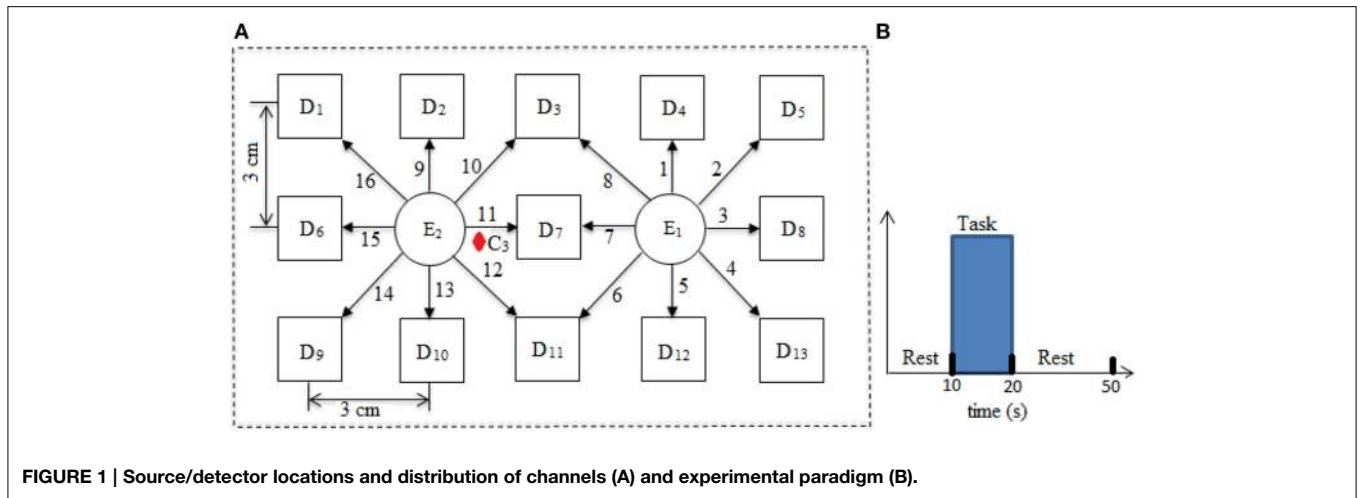 A
B
D1 D2 D3 D4 D5
3 cm
16 9 10 8 1 2
D6 E2 11 D7 E1 3 D8
15 C3 7
12
14 13 6 5 4
D9 D10 D11 D12 D13
3 cm
Task
Rest Rest
10 20 50
time (s)
FIGURE 1 | Source/detector locations and distribution of channels (A) and experimental paradigm (B).